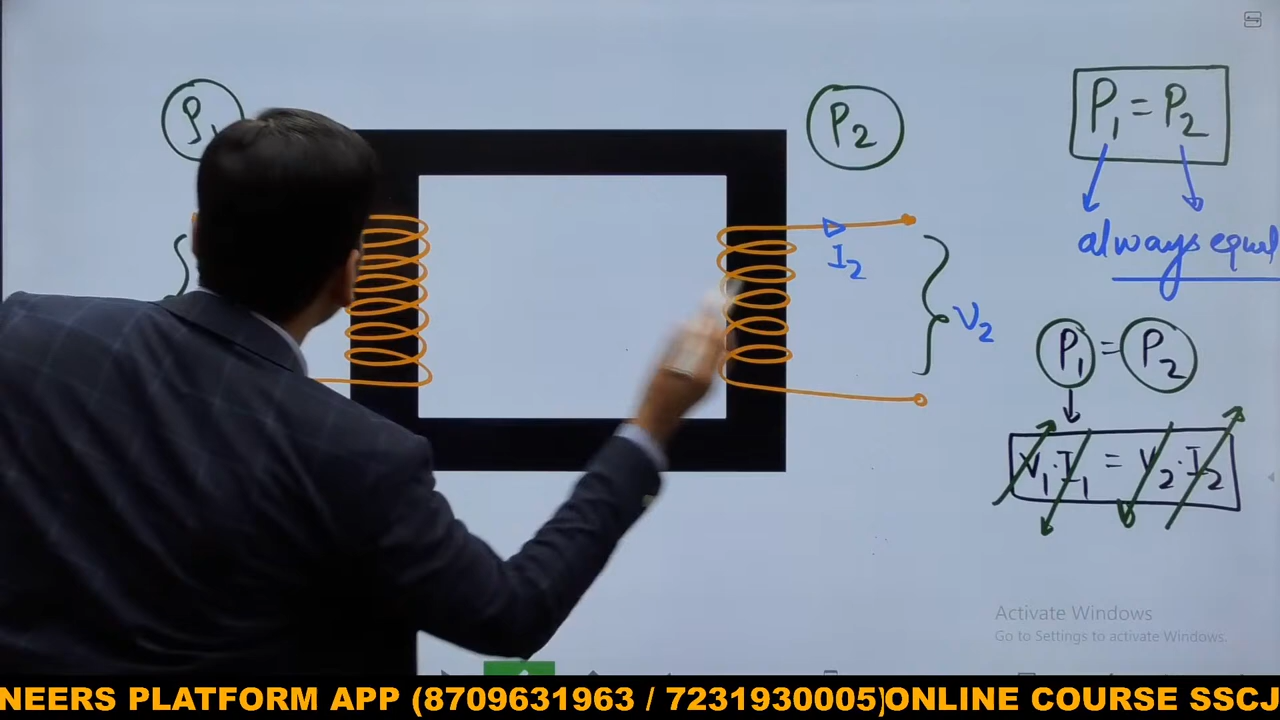 P₁
P₂
P₁ = P₂
always equal
I₂
V₂
P₁ = P₂
V₁·I₁ = V₂·I₂
Activate Windows
Go to Settings to activate Windows.
NEERS PLATFORM APP (8709631963 / 7231930005)ONLINE COURSE SSCJ